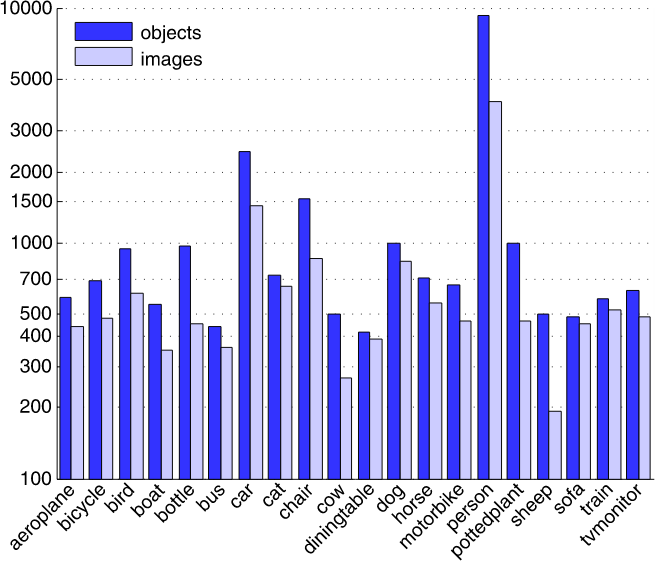 10000
5000
3000
2000
1500
1000
700
500
400
300
200
100
objects
images
aeroplane
bicycle
bird
boat
bottle
bus
car
cat
chair
cow
diningtable
dog
horse
motorbike
person
pottedplant
sheep
sofa
train
tvmonitor